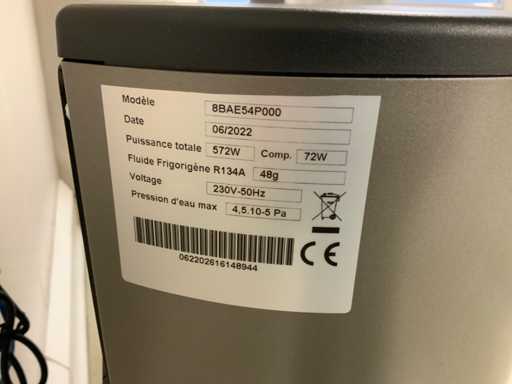 Modèle 8BAE54P000
Date 06/2022
Puissance totale 572W Comp. 72W
Fluide Frigorigène R134A 48g
Voltage 230V-50Hz
Pression d'eau max 4,5.10-5 Pa
CE
062202816148944